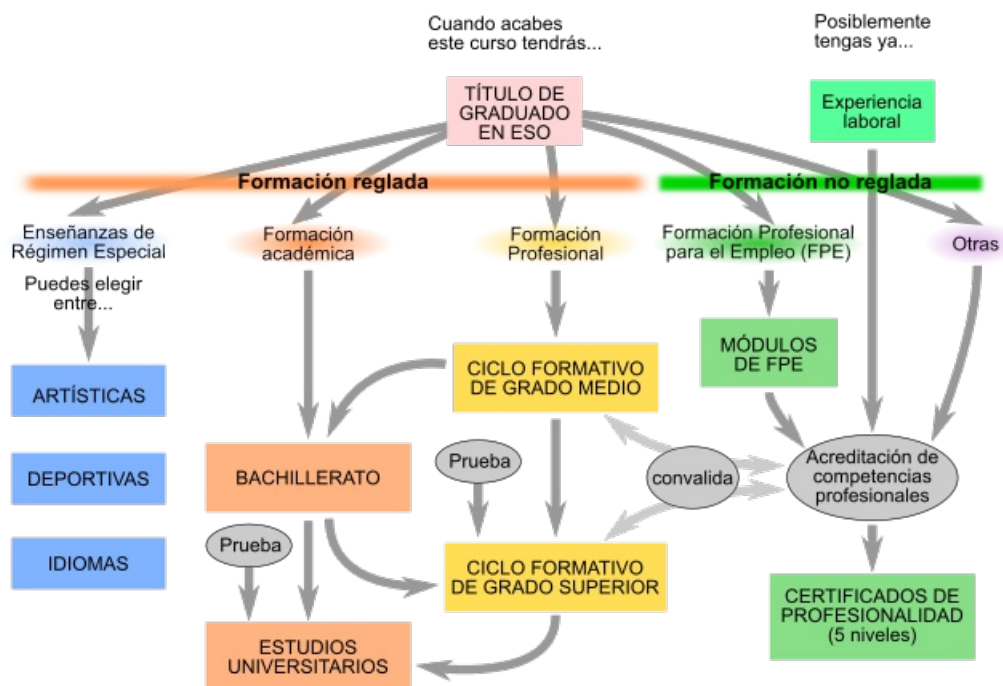 Cuando acabes
este curso tendrás...
Posiblemente
tengas ya...
TÍTULO DE
GRADUADO
EN ESO
Experiencia
laboral
Formación reglada
Formación no reglada
Enseñanzas de
Régimen Especial
Formación
académica
Formación
Profesional
Formación Profesional
para el Empleo (FPE)
Otras
Puedes elegir
entre...
ARTÍSTICAS
DEPORTIVAS
IDIOMAS
CICLO FORMATIVO
DE GRADO MEDIO
MÓDULOS
DE FPE
BACHILLERATO
Prueba
convalida
Acreditación de
competencias
profesionales
Prueba
CICLO FORMATIVO
DE GRADO SUPERIOR
ESTUDIOS
UNIVERSITARIOS
CERTIFICADOS DE
PROFESIONALIDAD
(5 niveles)